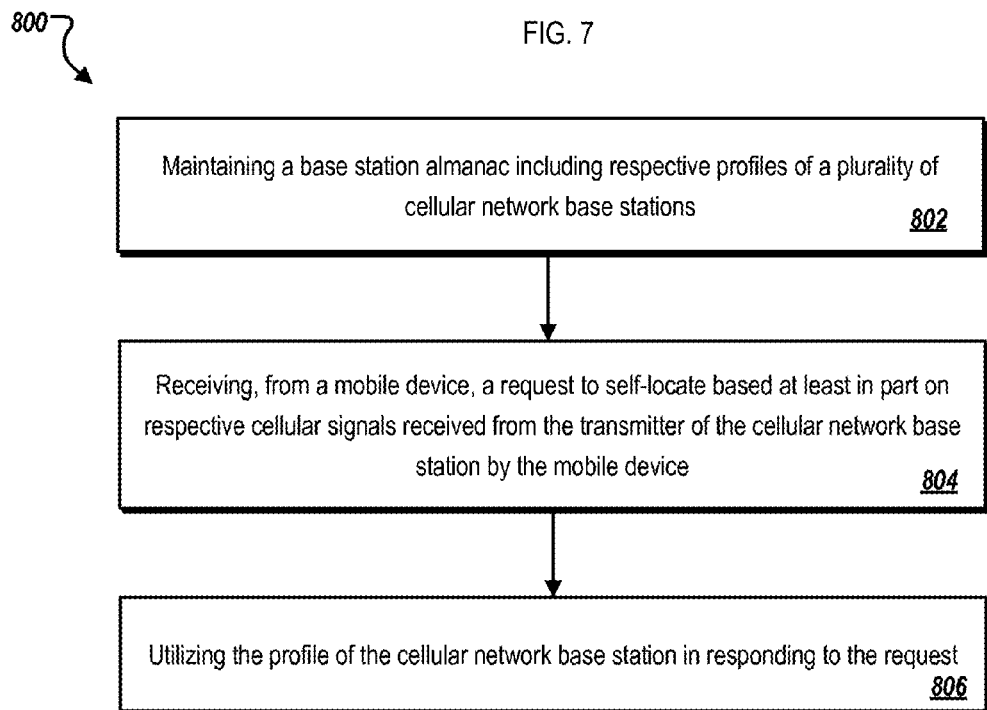 800
FIG. 7
Maintaining a base station almanac including respective profiles of a plurality of
cellular network base stations
802
Receiving, from a mobile device, a request to self-locate based at least in part on
respective cellular signals received from the transmitter of the cellular network base
station by the mobile device
804
Utilizing the profile of the cellular network base station in responding to the request
806